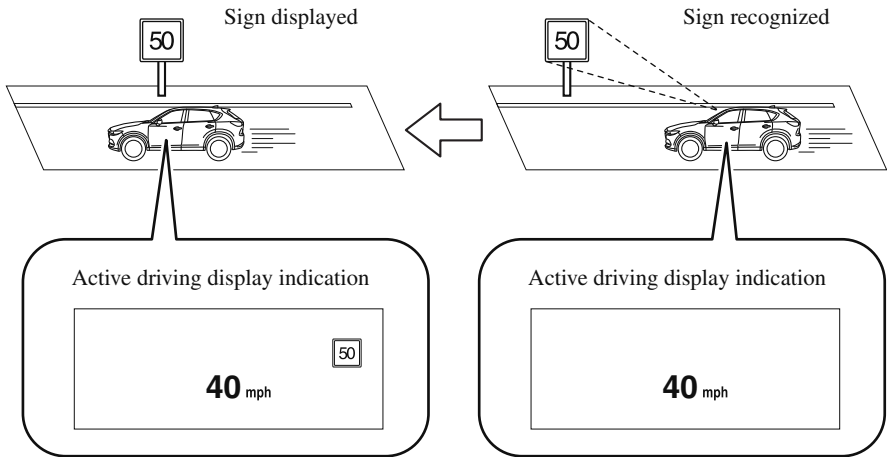 Sign displayed
50
Active driving display indication
50
40 mph
Sign recognized
50
Active driving display indication
40 mph